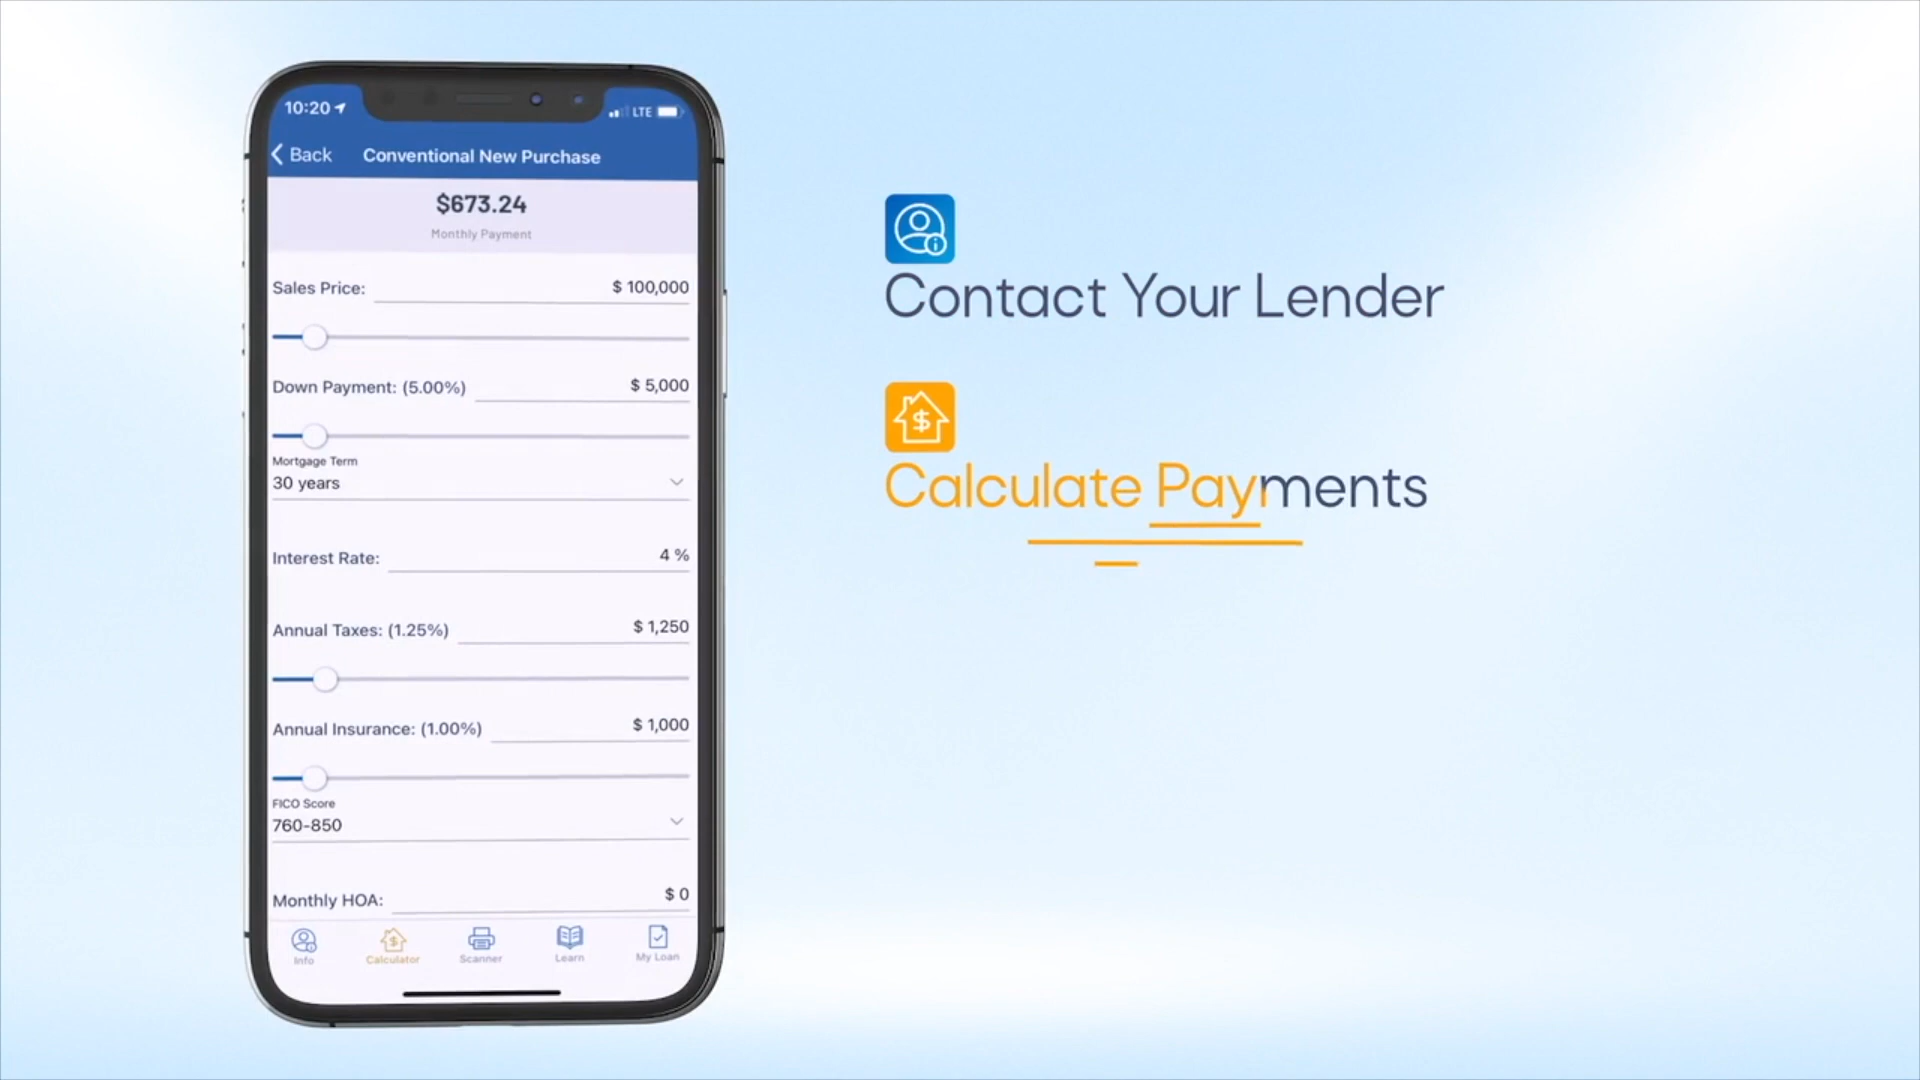 10:20
LTE
Back
Conventional New Purchase
$673.24
Monthly Payment
Sales Price:
$ 100,000
Down Payment: (5.00%)
$ 5,000
Mortgage Term
30 years
Interest Rate:
4 %
Annual Taxes: (1.25%)
$ 1,250
Annual Insurance: (1.00%)
$ 1,000
FICO Score
760-850
Monthly HOA:
$ 0
Info
Calculator
Scanner
Learn
My Loan
Contact Your Lender
Calculate Payments